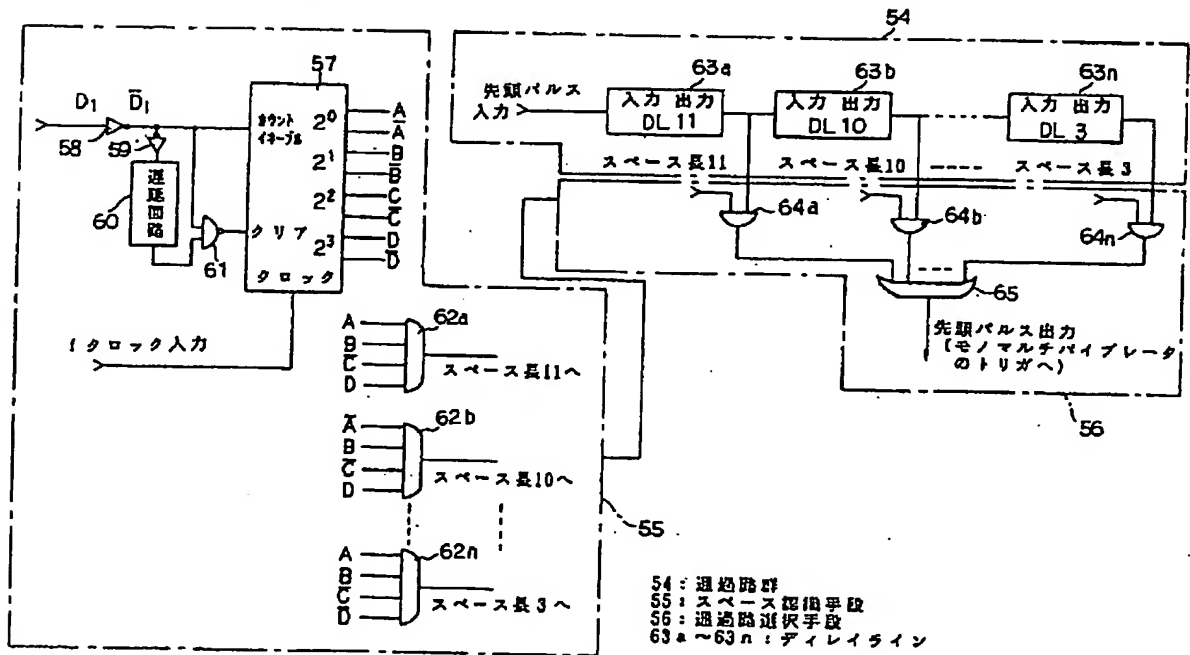 54
57
63a
63b
63n
D₁
D̅₁
先頭パルス
入力
入力 出力
DL 11
入力 出力
DL 10
入力 出力
DL 3
カウント
イネーブル
2⁰
2¹
2²
2³
A
A̅
B
B̅
C
C̅
D
D̅
58
59
遅延回路
60
61
クリア
クロック
スペース長11
スペース長10
スペース長3
64a
64b
64n
65
先頭パルス出力
(モノマルチバイブレータ
のトリガへ)
fクロック入力
A
B
C̅
D
62a
スペース長11へ
A̅
B
C̅
D
62b
スペース長10へ
A
B
C̅
D̅
62n
スペース長3へ
55
56
54:通過路群
55:スペース認識手段
56:通過路選択手段
63a~63n:ディレイライン